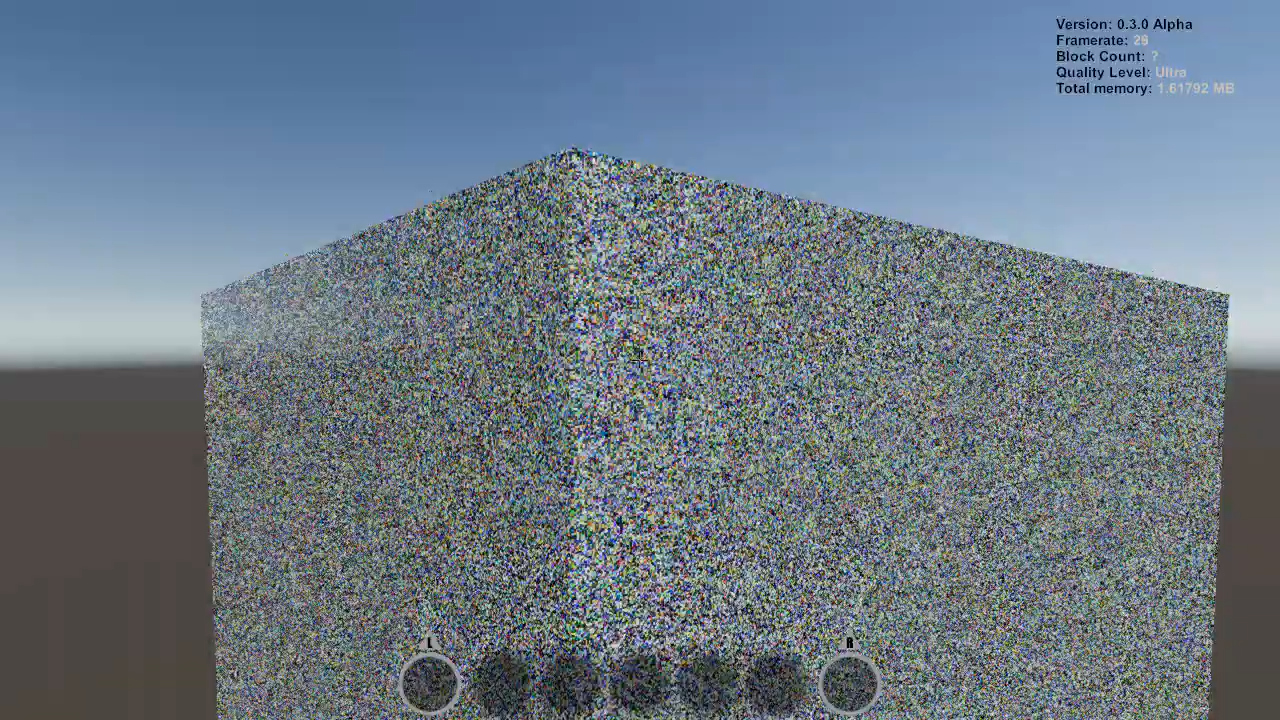 Version: 0.3.0 Alpha
Framerate: 29
Block Count: ?
Quality Level: Ultra
Total memory: 1.61792 MB
L
R